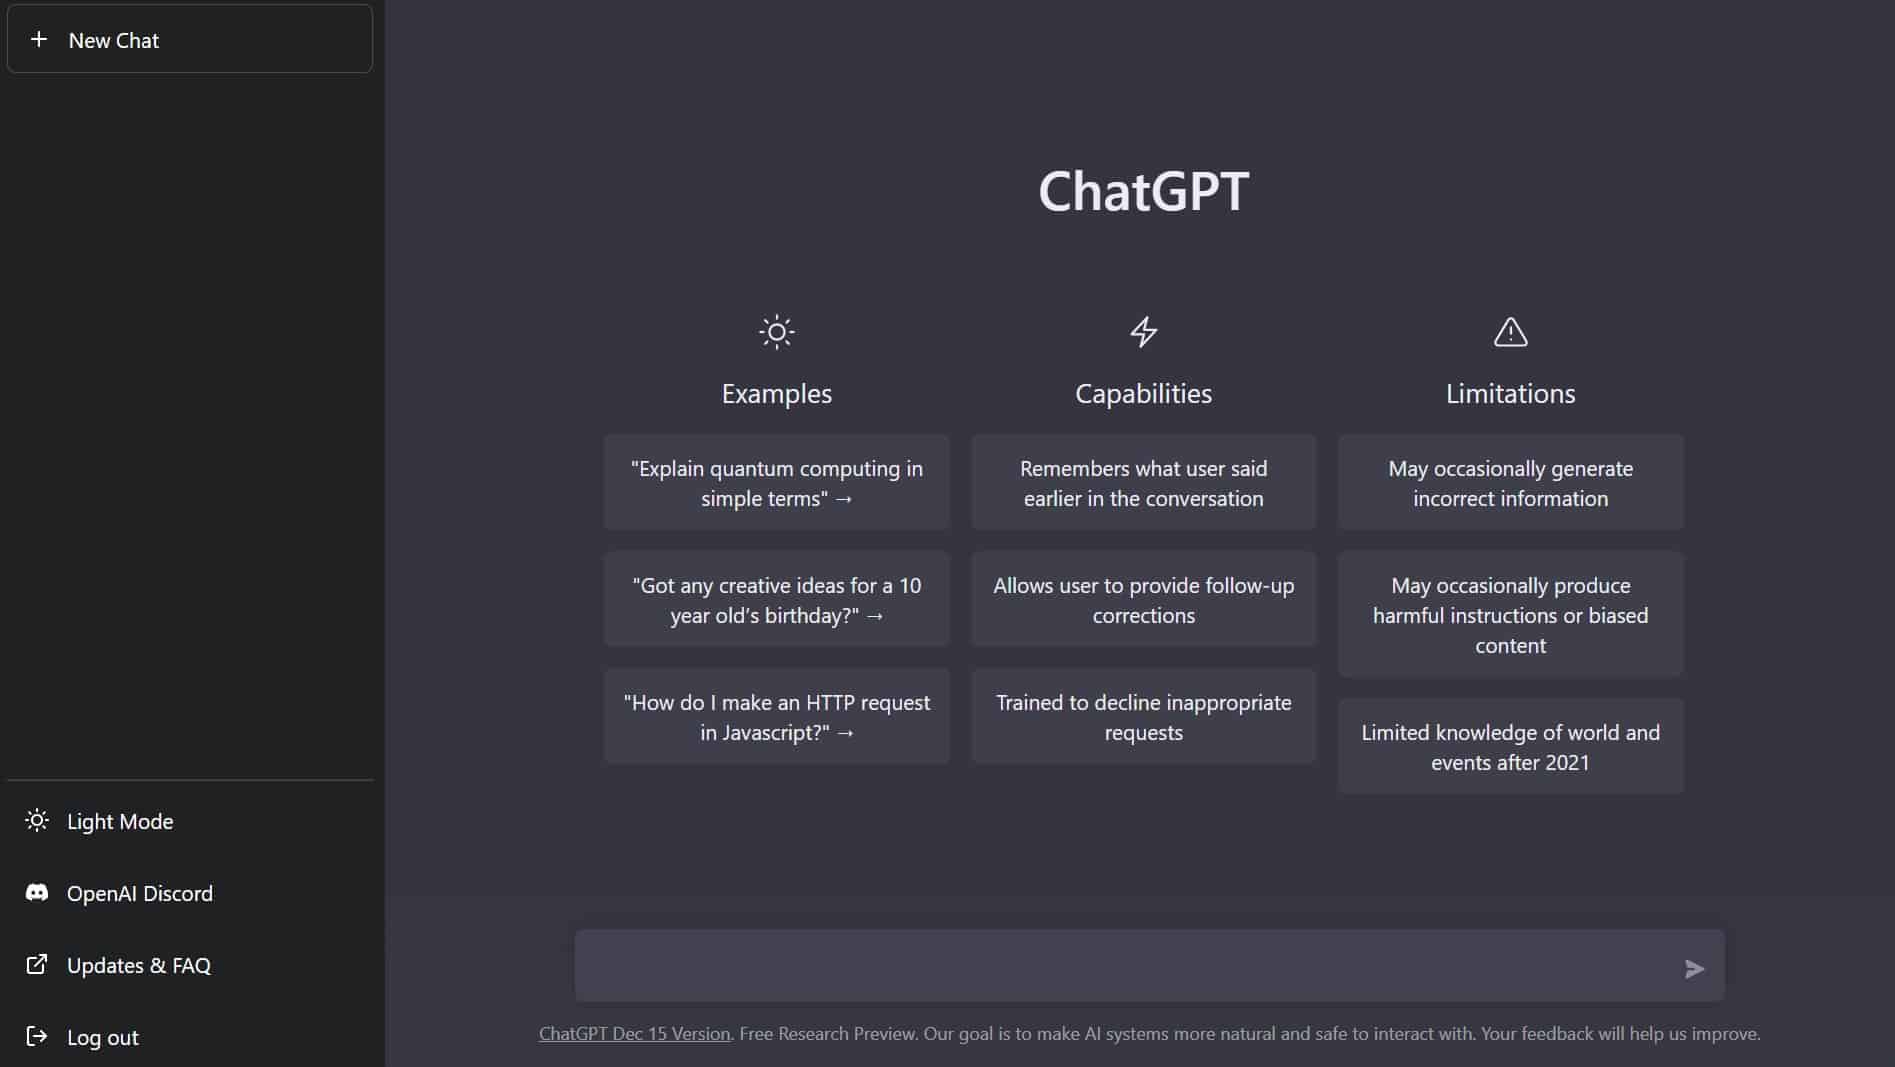 New Chat
ChatGPT
Examples
"Explain quantum computing in
simple terms" →
"Got any creative ideas for a 10
year old’s birthday?" →
"How do I make an HTTP request
in Javascript?" →
Capabilities
Remembers what user said
earlier in the conversation
Allows user to provide follow-up
corrections
Trained to decline inappropriate
requests
Limitations
May occasionally generate
incorrect information
May occasionally produce
harmful instructions or biased
content
Limited knowledge of world and
events after 2021
Light Mode
OpenAI Discord
Updates & FAQ
Log out
ChatGPT Dec 15 Version. Free Research Preview. Our goal is to make AI systems more natural and safe to interact with. Your feedback will help us improve.